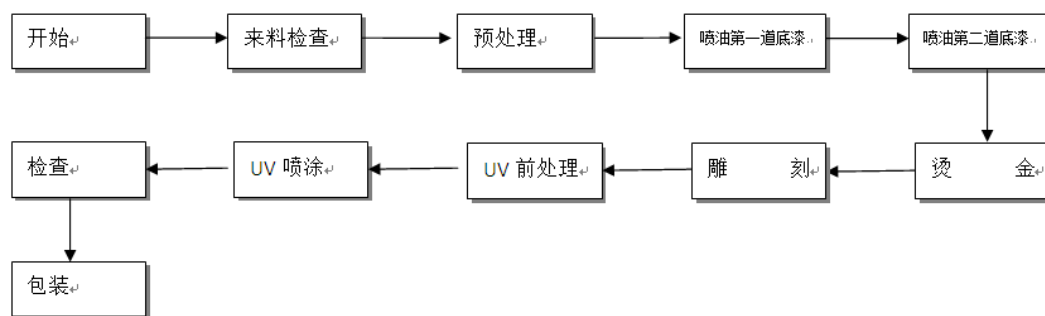 开始
来料检查
预处理
喷油第一道底漆
喷油第二道底漆
烫 金
雕 刻
UV 前处理
UV 喷涂
检查
包装